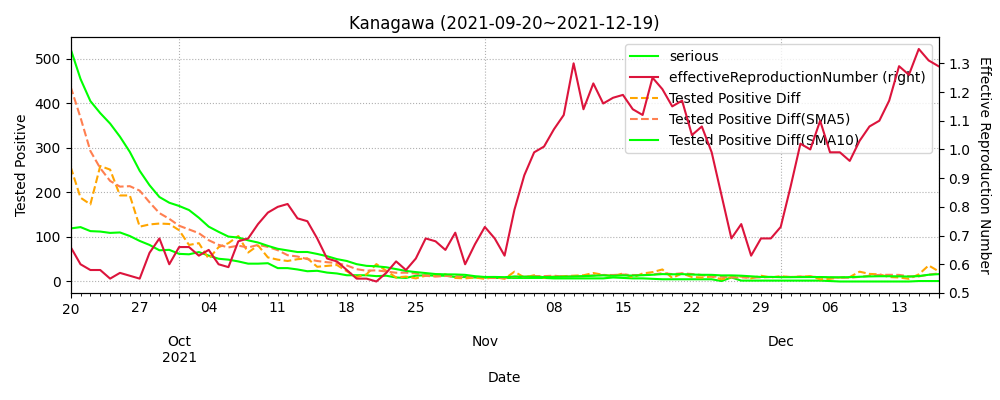 Kanagawa (2021-09-20~2021-12-19)
Tested Positive
500
400
300
200
100
0
serious
effectiveReproductionNumber (right)
Tested Positive Diff
Tested Positive Diff(SMA5)
Tested Positive Diff(SMA10)
1.3
1.2
1.1
1.0
0.9
0.8
0.7
0.6
0.5
Effective Reproduction Number
20 27 04 11 18 25 08 15 22 29 06 13
Oct Nov Dec
2021
Date